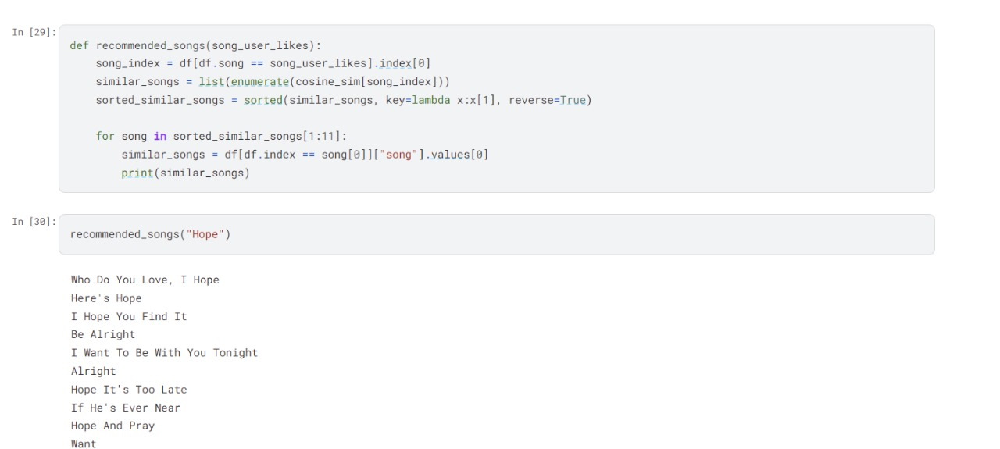 In [29]:
def recommended_songs(song_user_likes):
    song_index = df[df.song == song_user_likes].index[0]
    similar_songs = list(enumerate(cosine_sim[song_index]))
    sorted_similar_songs = sorted(similar_songs, key=lambda x:x[1], reverse=True)
    for song in sorted_similar_songs[1:11]:
        similar_songs = df[df.index == song[0]]["song"].values[0]
        print(similar_songs)
In [30]:
recommended_songs("Hope")
Who Do You Love, I Hope
Here's Hope
I Hope You Find It
Be Alright
I Want To Be With You Tonight
Alright
Hope It's Too Late
If He's Ever Near
Hope And Pray
Want